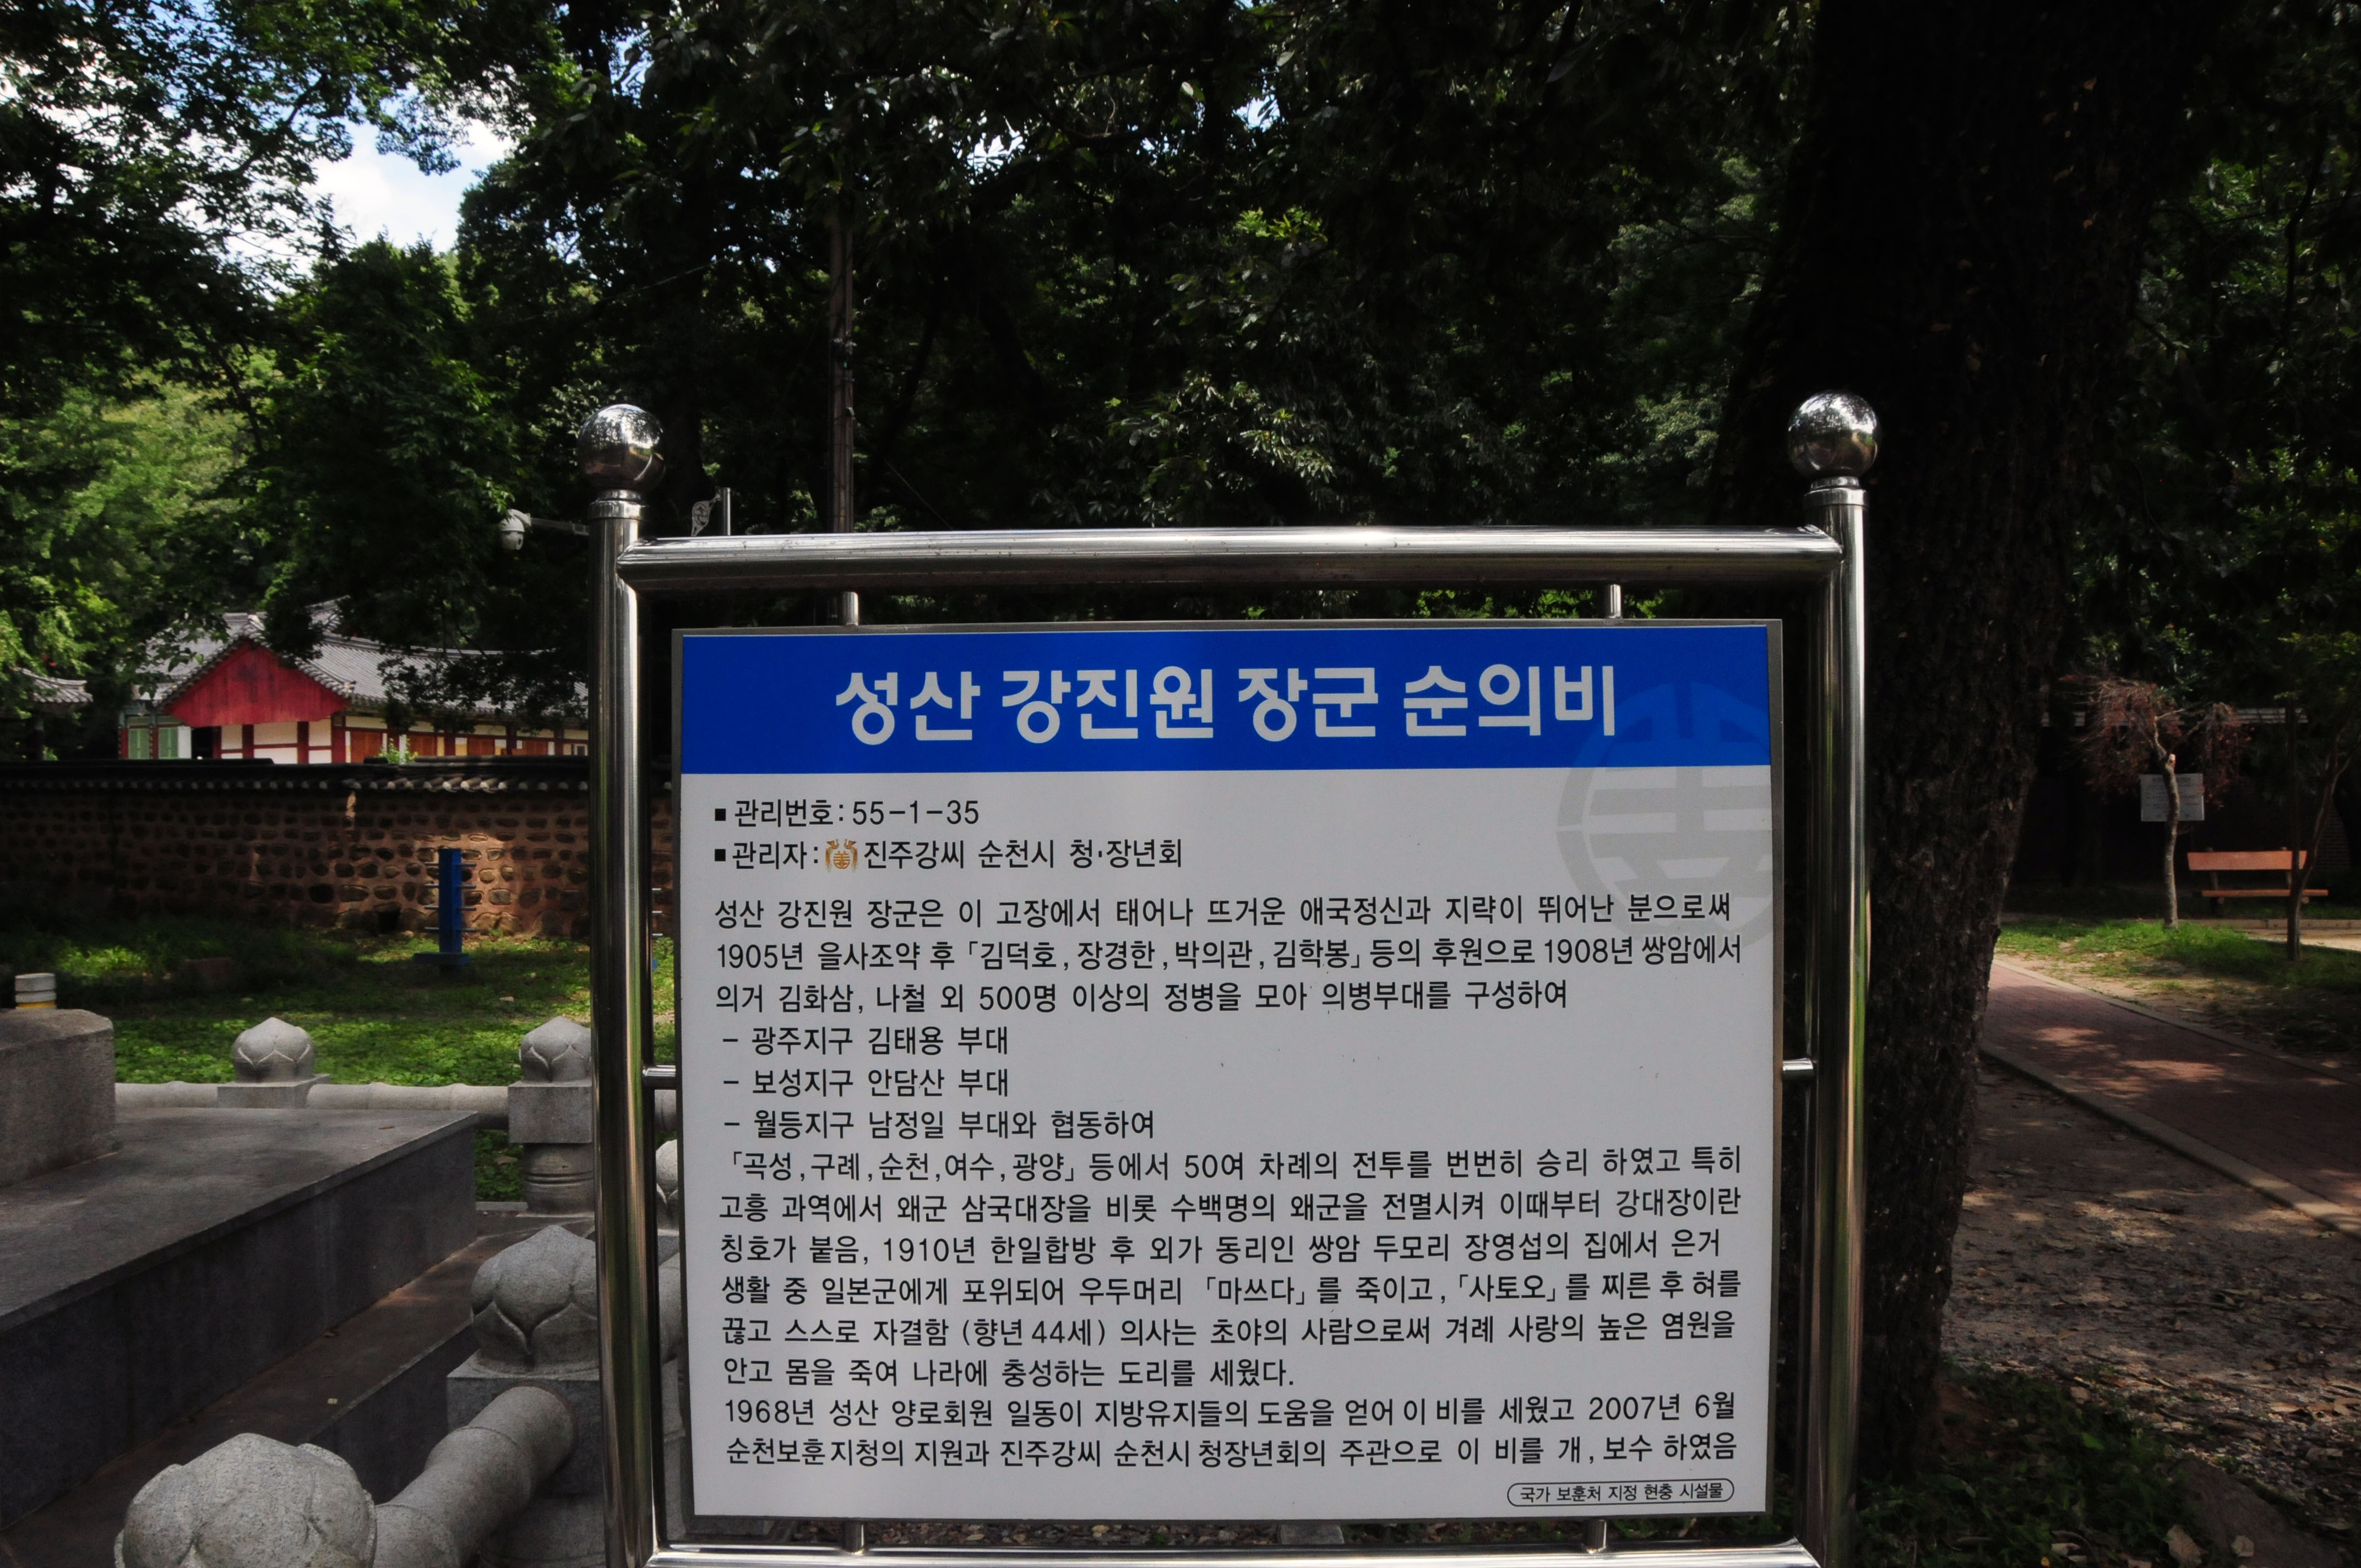 성산 강진원 장군 순의비
▪ 관리번호: 55-1-35
▪ 관리자: 진주강씨 순천시 청·장년회
성산 강진원 장군은 이 고장에서 태어나 뜨거운 애국정신과 지략이 뛰어난 분으로써
1905년 을사조약 후 「김덕호, 장경한, 박의관, 김학봉」 등의 후원으로 1908년 쌍암에서
의거 김화삼, 나철 외 500명 이상의 정병을 모아 의병부대를 구성하여
- 광주지구 김태용 부대
- 보성지구 안담산 부대
- 월등지구 남정일 부대와 협동하여
「곡성, 구례, 순천, 여수, 광양」 등에서 50여 차례의 전투를 번번히 승리 하였고 특히
고흥 과역에서 왜군 삼국대장을 비롯 수백명의 왜군을 전멸시켜 이때부터 강대장이란
칭호가 붙음, 1910년 한일합방 후 외가 동리인 쌍암 두모리 장영섭의 집에서 은거
생활 중 일본군에게 포위되어 우두머리 「마쓰다」를 죽이고, 「사토오」를 찌른 후 혀를
끊고 스스로 자결함 (향년 44세) 의사는 초야의 사람으로써 겨레 사랑의 높은 염원을
안고 몸을 죽여 나라에 충성하는 도리를 세웠다.
1968년 성산 양로회원 일동이 지방유지들의 도움을 얻어 이 비를 세웠고 2007년 6월
순천보훈지청의 지원과 진주강씨 순천시 청장년회의 주관으로 이 비를 개, 보수 하였음
국가 보훈처 지정 현충 시설물